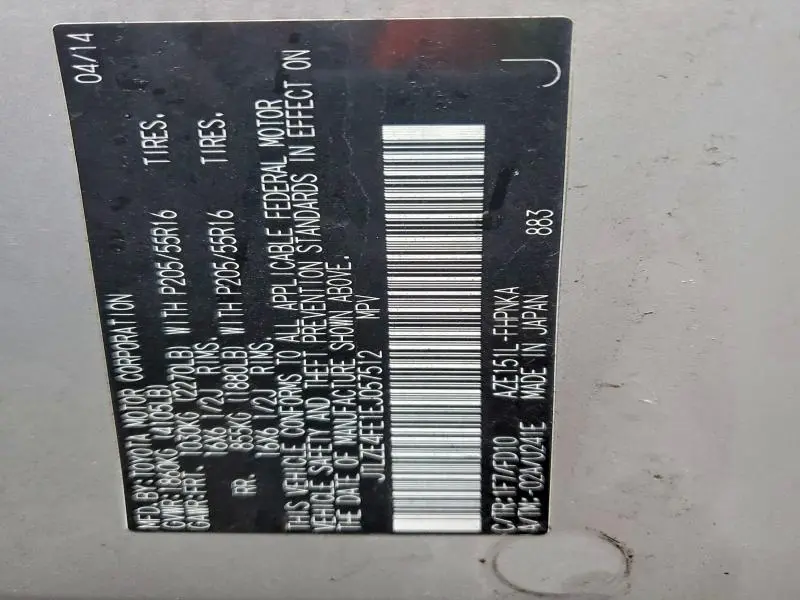 MFD.BY:TOYOTA MOTOR CORPORATION 04/14
GVWR:1860KG (4105LB)
GAWR:FRT. 1030KG (2270LB) WITH P205/55R16 TIRES.
16X6 1/2J RIMS.
RR. 855KG (1880LB) WITH P205/55R16 TIRES.
16X6 1/2J RIMS.
THIS VEHICLE CONFORMS TO ALL APPLICABLE FEDERAL MOTOR
VEHICLE SAFETY AND THEFT PREVENTION STANDARDS IN EFFECT ON
THE DATE OF MANUFACTURE SHOWN ABOVE.
JTLZE4FE1EJ057512 MPV
C/TR:1F7/FD10 AZE151L-FHPNKA
A/TM:-02A/U241E MADE IN JAPAN 883
J